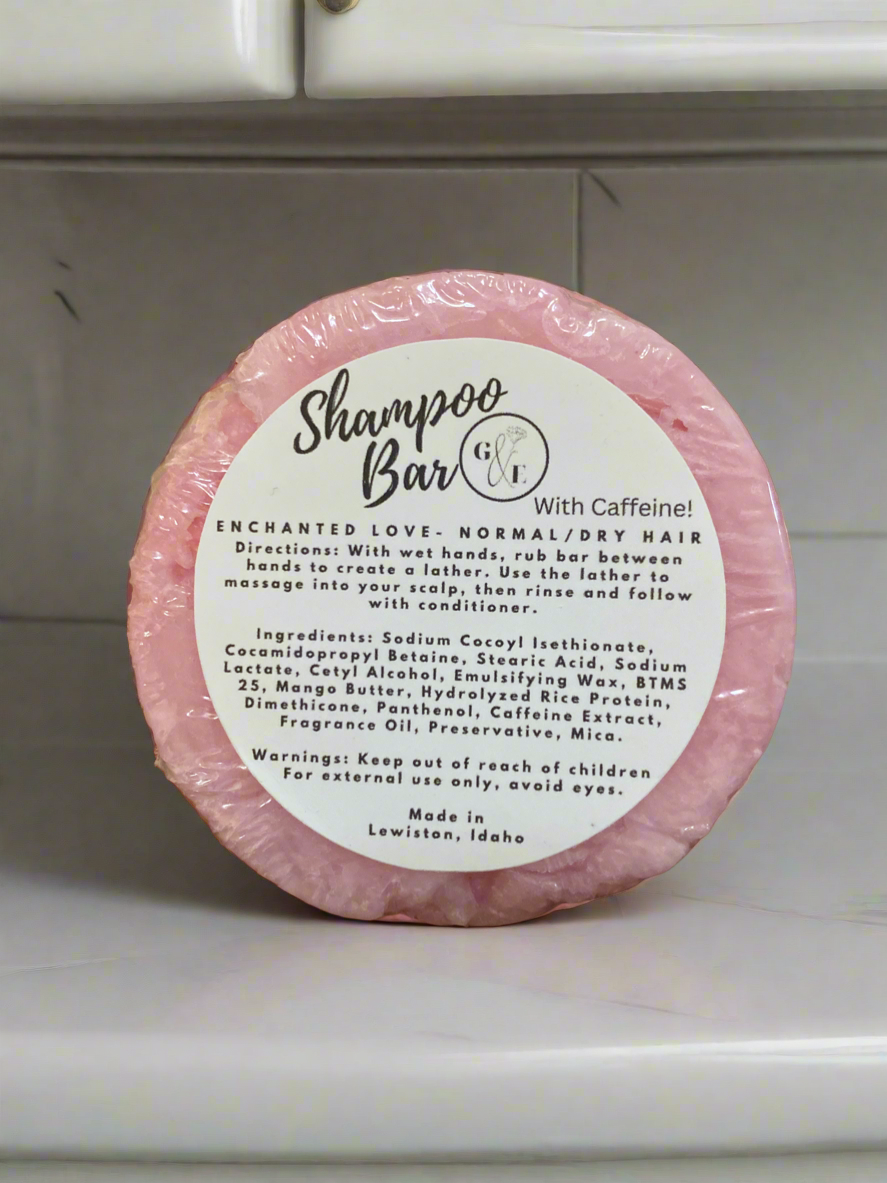 Shampoo
Bar
G&E
With Caffeine!
ENCHANTED LOVE- NORMAL/DRY HAIR
Directions: With wet hands, rub bar between
hands to create a lather. Use the lather to
massage into your scalp, then rinse and follow
with conditioner.
Ingredients: Sodium Cocoyl Isethionate,
Cocamidopropyl Betaine, Stearic Acid, Sodium
Lactate, Cetyl Alcohol, Emulsifying Wax, BTMS
25, Mango Butter, Hydrolyzed Rice Protein,
Dimethicone, Panthenol, Caffeine Extract,
Fragrance Oil, Preservative, Mica.
Warnings: Keep out of reach of children
For external use only, avoid eyes.
Made in
Lewiston, Idaho